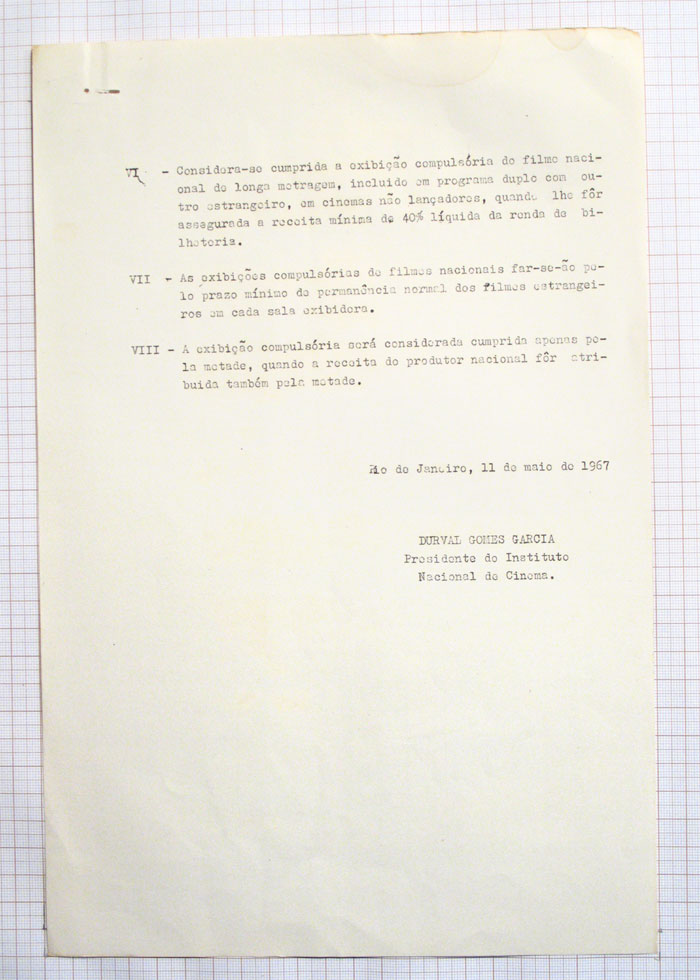 VI - Considera-se cumprida a exibição compulsória de filme naci-
onal de longa metragem, incluido em programa duplo com ou-
tro estrangeiro, em cinemas não lançadores, quando lhe fôr
assegurada a receita mínima de 40% líquida da renda de bi-
lheteria.
VII - As exibições compulsórias de filmes nacionais far-se-ão pe-
lo prazo mínimo de permanência normal dos filmes estrangei-
ros em cada sala exibidora.
VIII - A exibição compulsória será considerada cumprida apenas pe-
la metade, quando a receita do produtor nacional fôr atri-
buida também pela metade.
Rio de Janeiro, 11 de maio de 1967
DURVAL GOMES GARCIA
Presidente do Instituto
Nacional de Cinema.